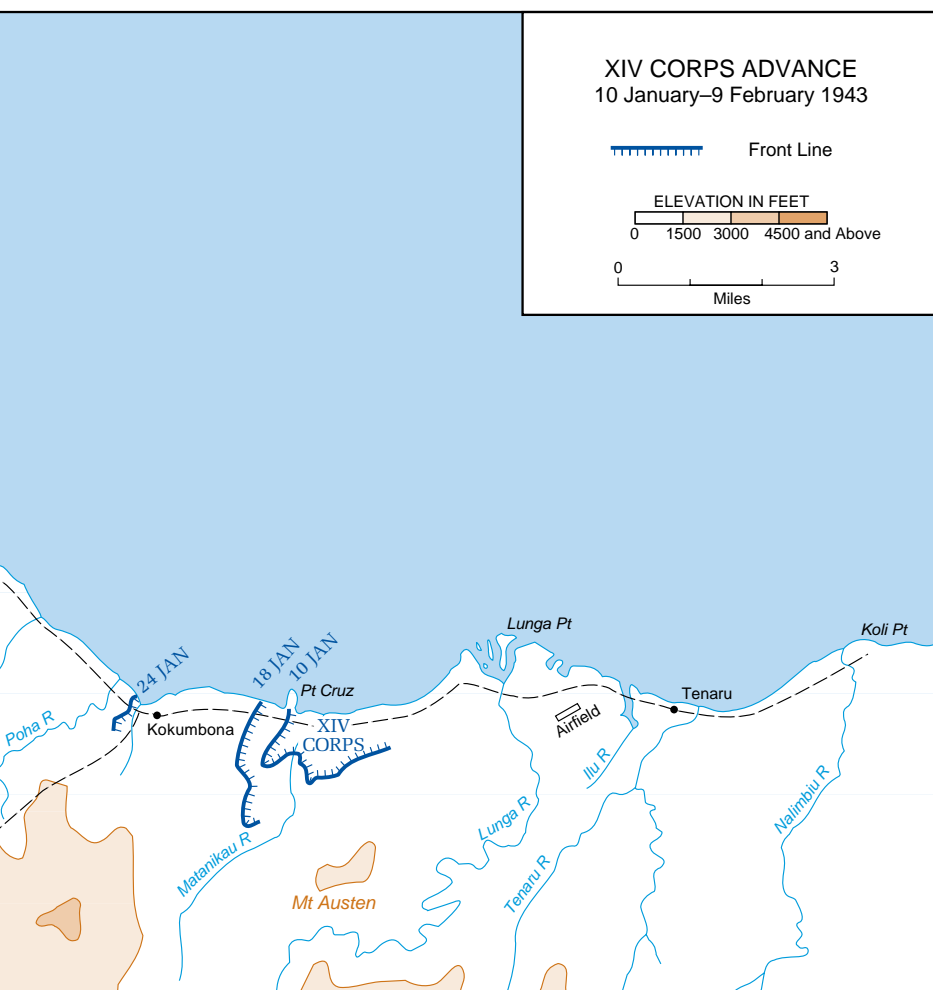 XIV CORPS ADVANCE
10 January–9 February 1943
Front Line
ELEVATION IN FEET
0 1500 3000 4500 and Above
0 3
Miles
Lunga Pt
Koli Pt
24 JAN
18 JAN
10 JAN
Pt Cruz
Tenaru
Poha R
Kokumbona
XIV
CORPS
Airfield
Ilu R
Nalimbiu R
Lunga R
Matanikau R
Tenaru R
Mt Austen